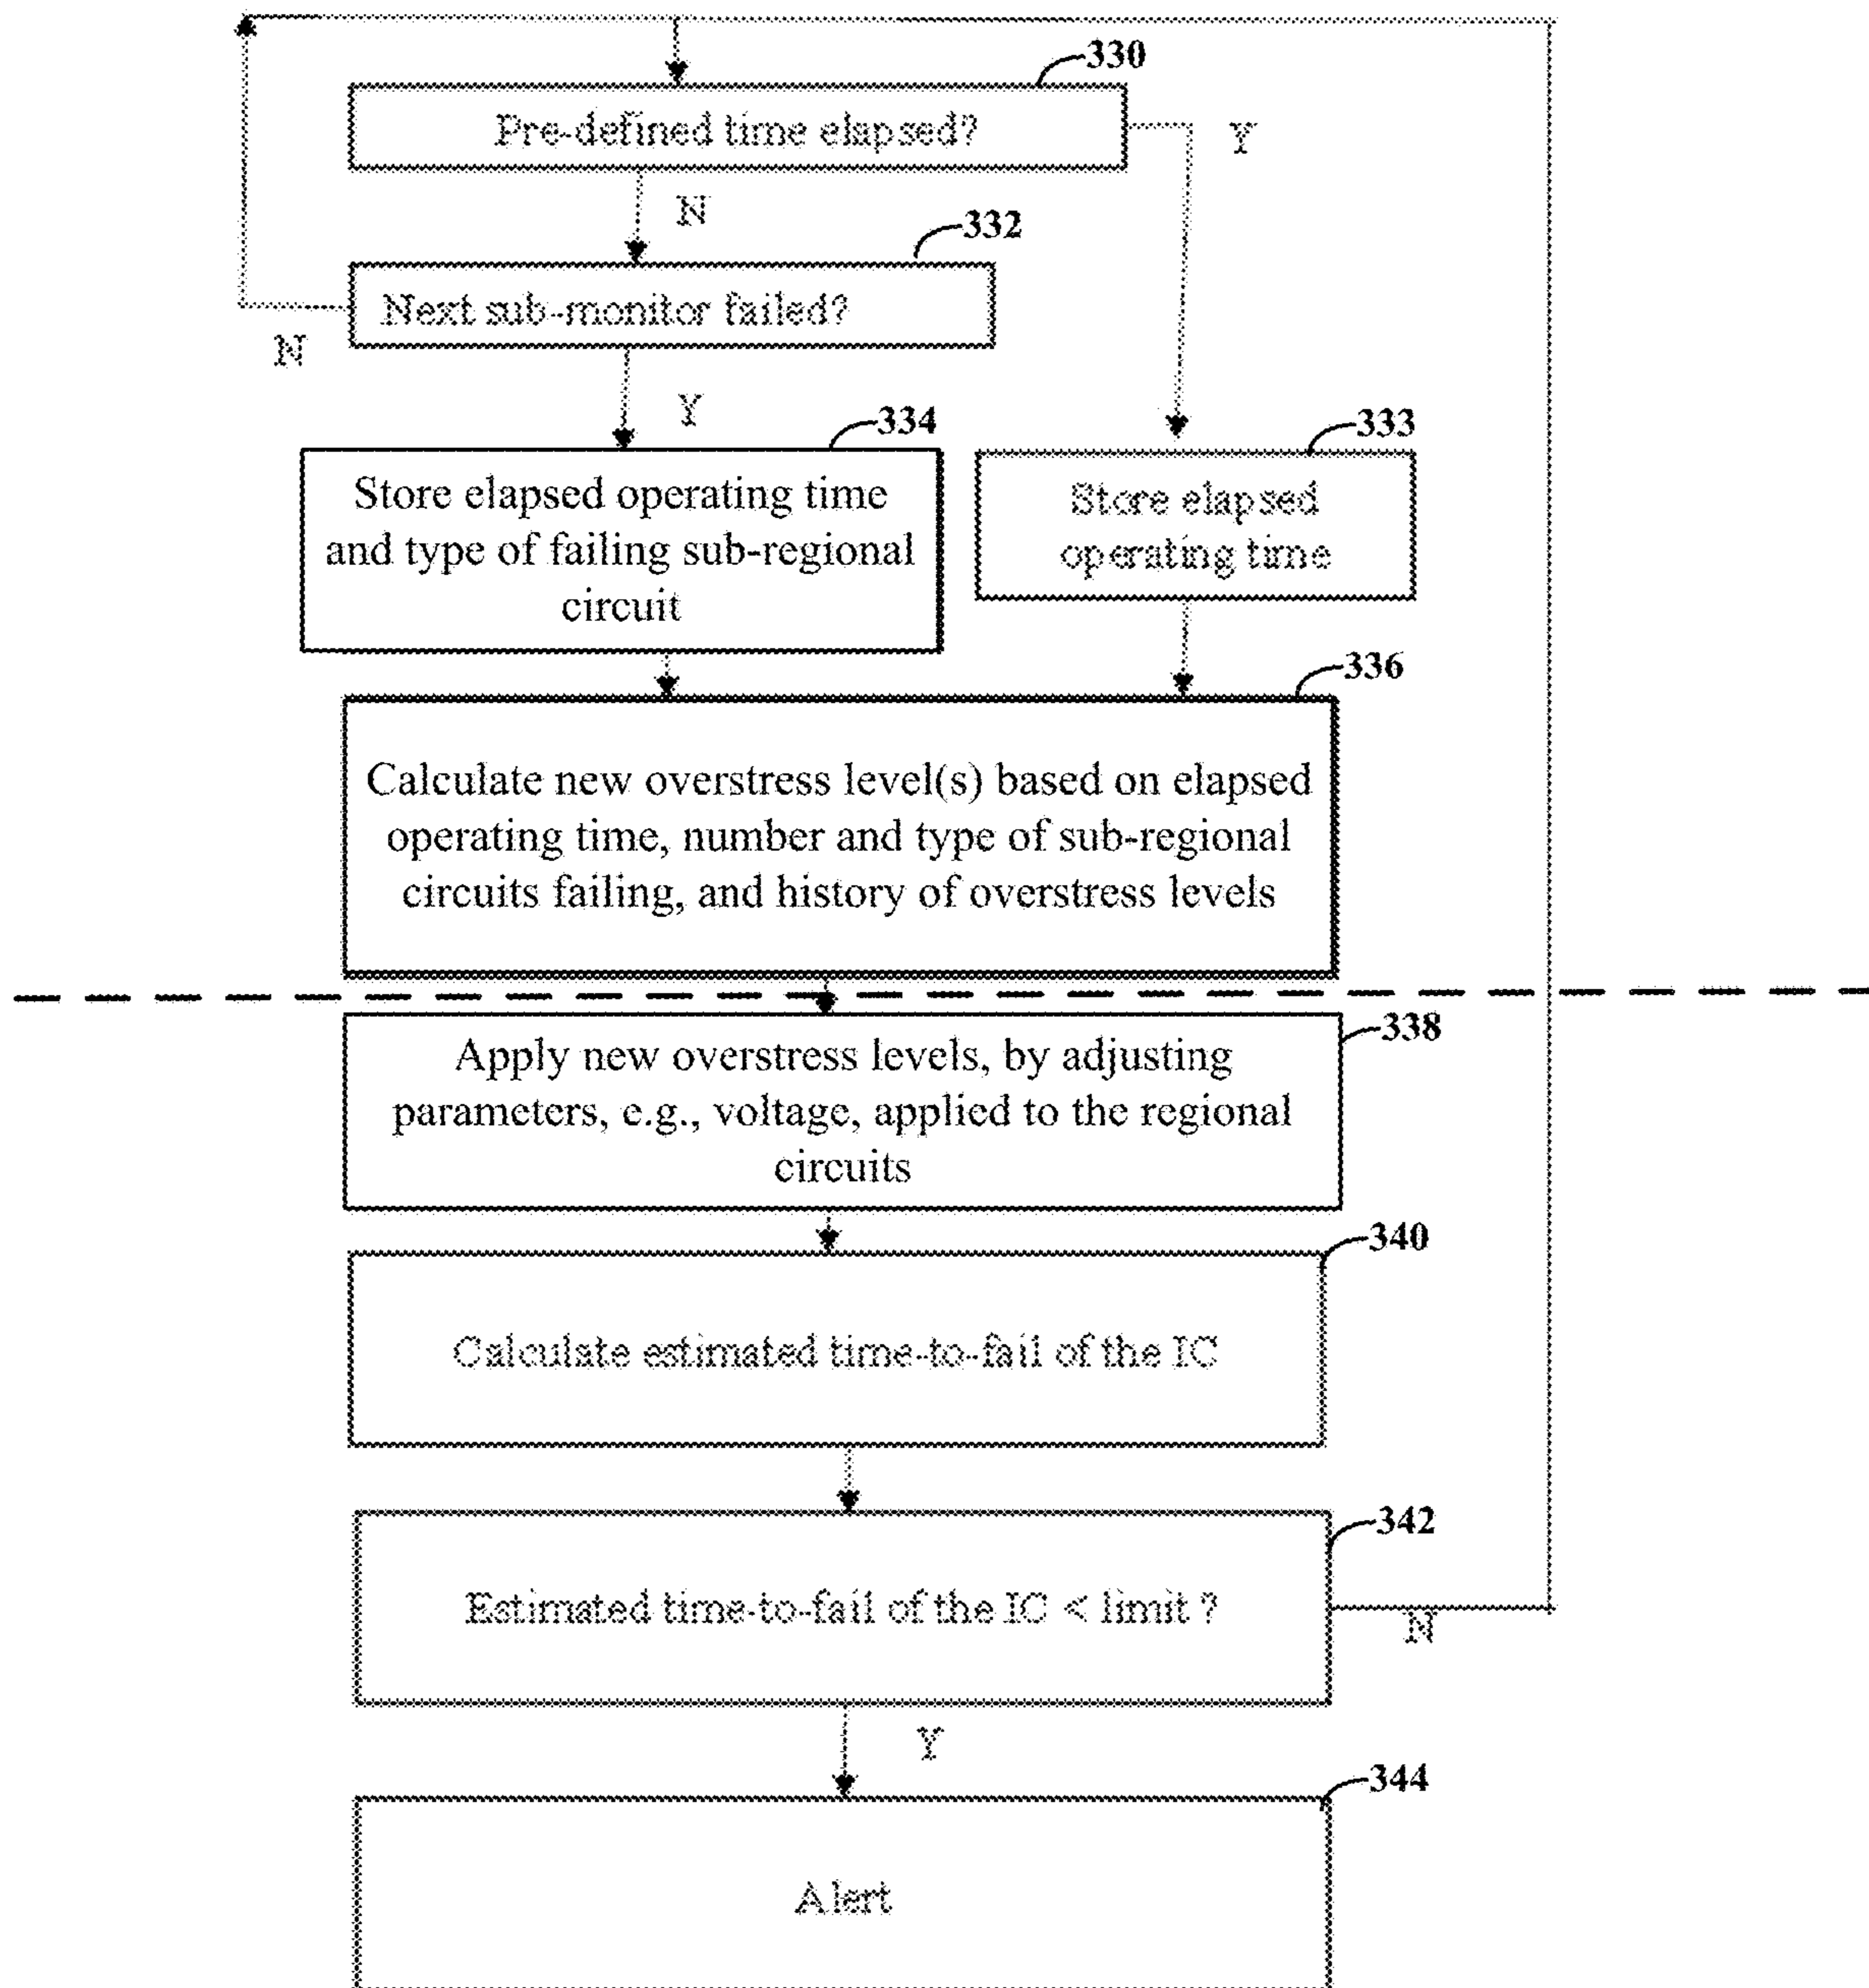 330
Pre-defined time elapsed?
Y
N
332
Next sub-monitor failed?
N
Y
334
333
Store elapsed operating time
and type of failing sub-regional
circuit
Store elapsed
operating time
336
Calculate new overstress level(s) based on elapsed
operating time, number and type of sub-regional
circuits failing, and history of overstress levels
338
Apply new overstress levels, by adjusting
parameters, e.g., voltage, applied to the regional
circuits
340
Calculate estimated time-to-fail of the IC
342
Estimated time-to-fail of the IC < limit ?
N
Y
344
Alert